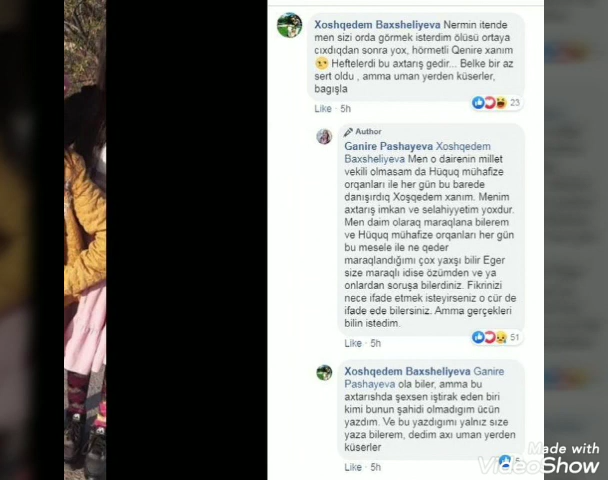 Xoshqedem Baxsheliyeva Nermin itende
men sizi orda görmek isterdim ölüsü ortaya
cıxdıqdan sonra yox, hörmetli Qenire xanım
Heftelerdi bu axtarış gedir... Belke bir az
sert oldu , amma uman yerden küserler,
bagışla
Like · 5h
23
Author
Ganire Pashayeva Xoshqedem
Baxsheliyeva Men o dairenin millet
vekili olmasam da Hüquq mühafize
orqanları ile her gün bu barede
danışırdıq Xoşqedem xanım. Menim
axtarış imkan ve selahiyyetim yoxdur.
Men daim olaraq maraqlana bilerem
ve Hüquq mühafize orqanları her gün
bu mesele ile ne qeder
maraqlandığımı çox yaxşı bilir Eger
size maraqlı idise özümden ve ya
onlardan soruşa bilerdiniz. Fikrinizi
nece ifade etmek isteyirseniz o cür de
ifade ede bilersiniz. Amma gerçekleri
bilin istedim.
Like · 5h
51
Xoshqedem Baxsheliyeva Ganire
Pashayeva ola biler, amma bu
axtarishda şexsen iştirak eden biri
kimi bunun şahidi olmadıgım ücün
yazdım. Ve bu yazdıgımı yalnız sıze
yaza bilerem, dedim axı uman yerden
küserler
Like · 5h
Made with
VideoShow